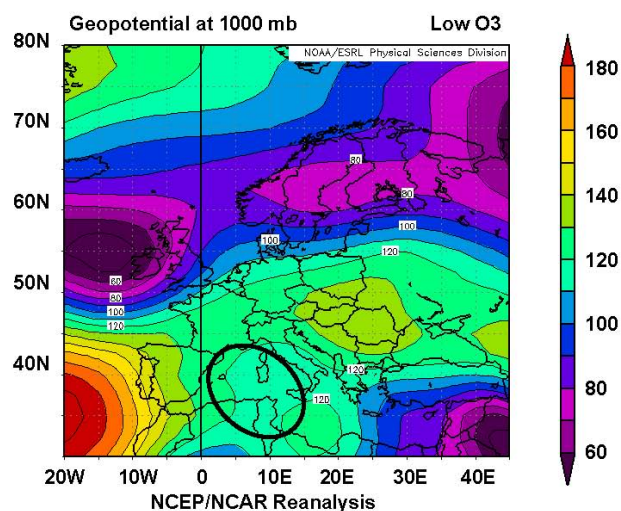 Geopotential at 1000 mb Low O3
NOAA/ESRL Physical Sciences Division
80N
70N
60N
50N
40N
20W 10W 0 10E 20E 30E 40E
NCEP/NCAR Reanalysis
180
160
140
120
100
80
60
60
80
100
120
80
80
100
100
120
120
120